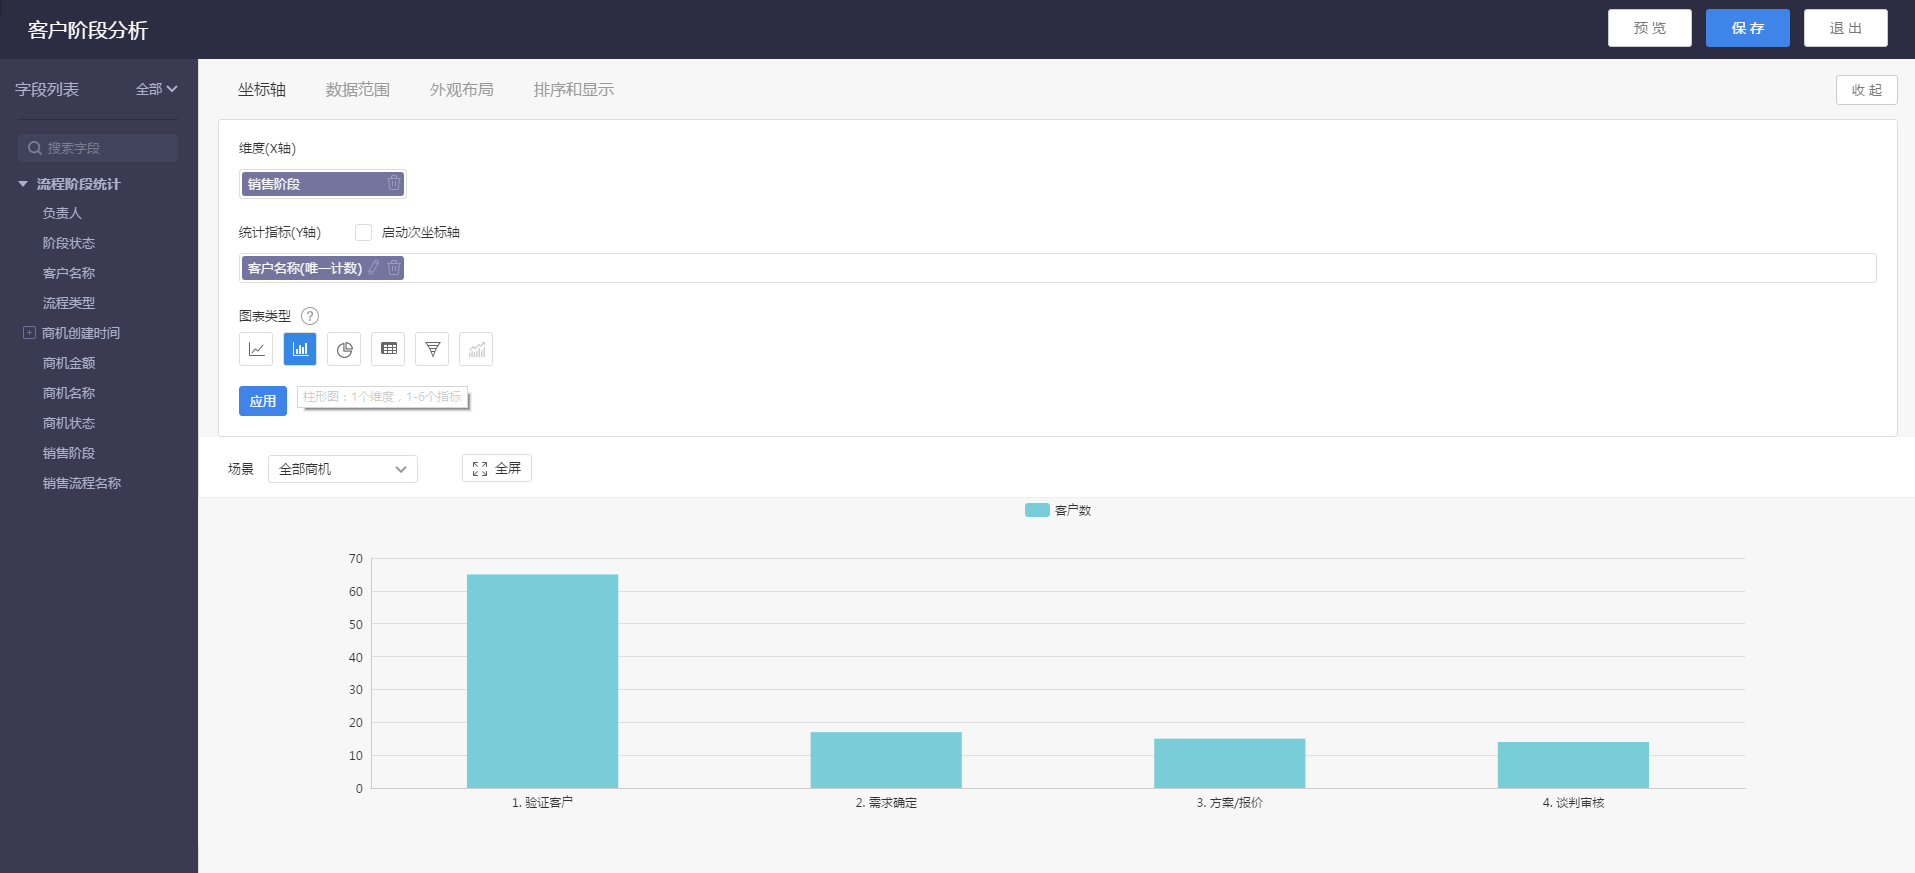 客户阶段分析
预 览
保 存
退 出
字段列表
全部
搜索字段
流程阶段统计
负责人
阶段状态
客户名称
流程类型
商机创建时间
商机金额
商机名称
商机状态
销售阶段
销售流程名称
坐标轴
数据范围
外观布局
排序和显示
收 起
维度(X轴)
销售阶段
统计指标(Y轴)
启动次坐标轴
客户名称(唯一计数)
图表类型
?
应用
柱形图：1个维度，1-6个指标
场景
全部商机
全屏
客户数
70
60
50
40
30
20
10
0
1. 验证客户
2. 需求确定
3. 方案/报价
4. 谈判审核